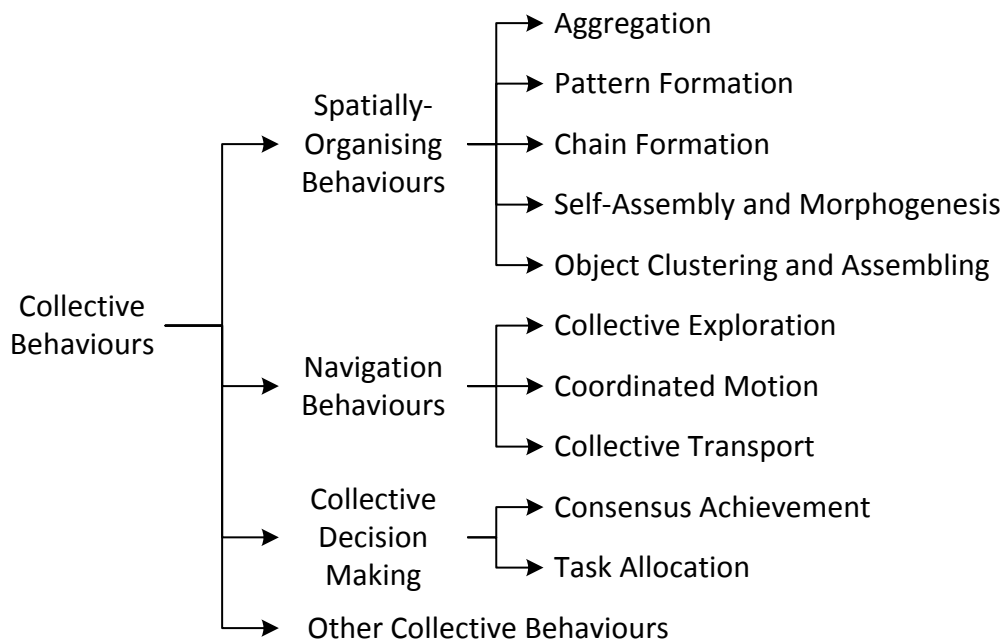 Collective
Behaviours
Spatially-
Organising
Behaviours
Aggregation
Pattern Formation
Chain Formation
Self-Assembly and Morphogenesis
Object Clustering and Assembling
Navigation
Behaviours
Collective Exploration
Coordinated Motion
Collective Transport
Collective
Decision
Making
Consensus Achievement
Task Allocation
Other Collective Behaviours